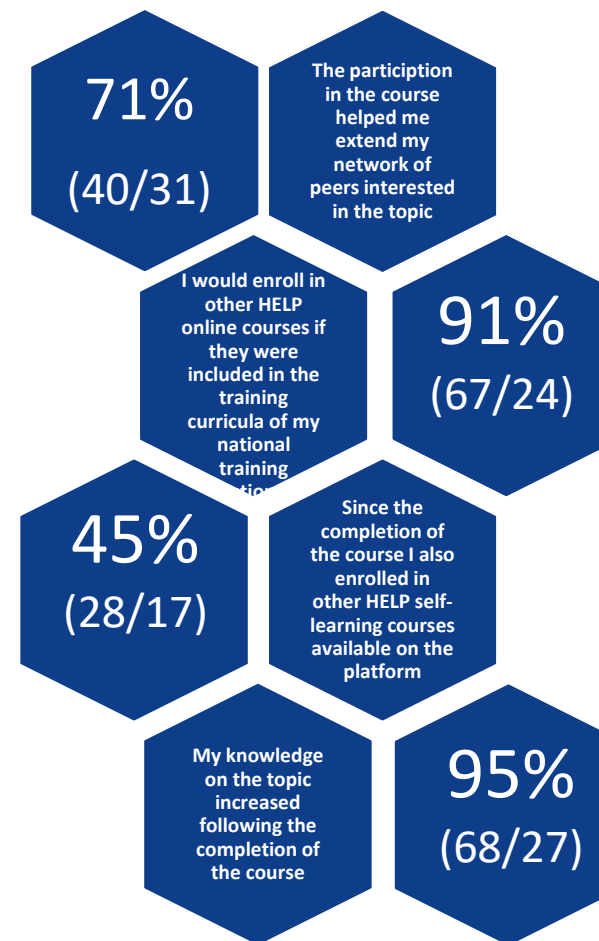 71%
(40/31)
The particiption
in the course
helped me
extend my
network of
peers interested
in the topic
I would enroll in
other HELP
online courses if
they were
included in the
training
curricula of my
national
training
91%
(67/24)
45%
(28/17)
Since the
completion of
the course I also
enrolled in
other HELP self-
learning courses
available on the
platform
My knowledge
on the topic
increased
following the
completion of
the course
95%
(68/27)